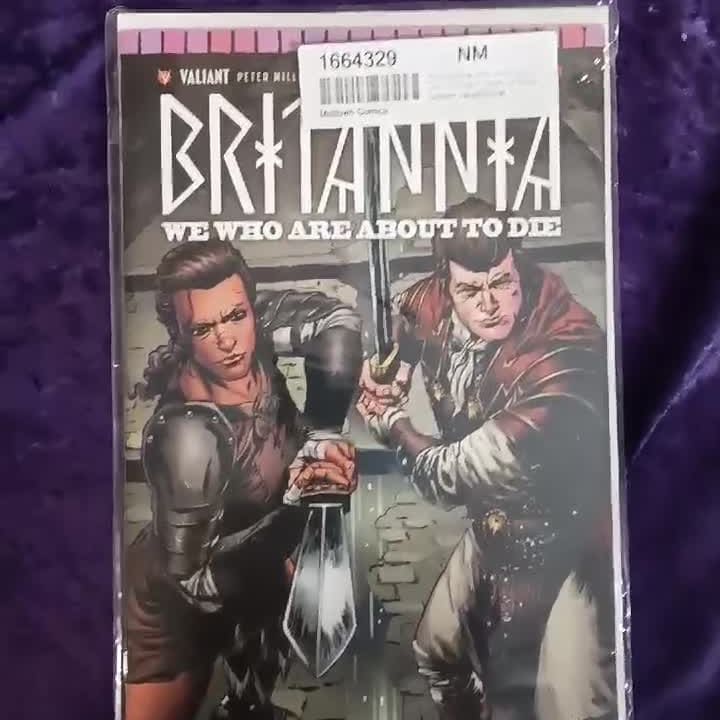 1664329 NM
Midtown Comics
VALIANT PETER MILL
BRITANNIA
WE WHO ARE ABOUT TO DIE